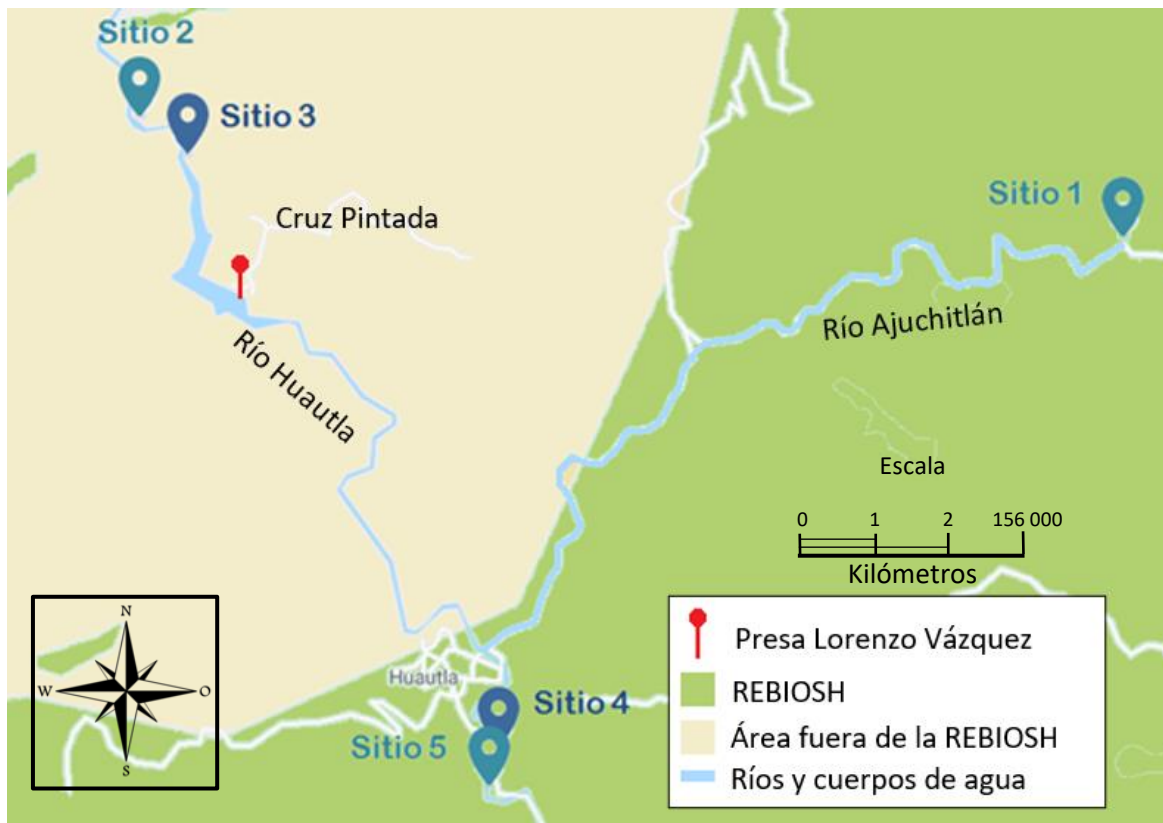 Sitio 2
Sitio 3
Sitio 1
Cruz Pintada
Río Ajuchitlán
Río Huautla
Escala
0 1 2 156 000
Kilómetros
N
W O
S
Huautla
Sitio 4
Sitio 5
Presa Lorenzo Vázquez
REBIOSH
Área fuera de la REBIOSH
Ríos y cuerpos de agua